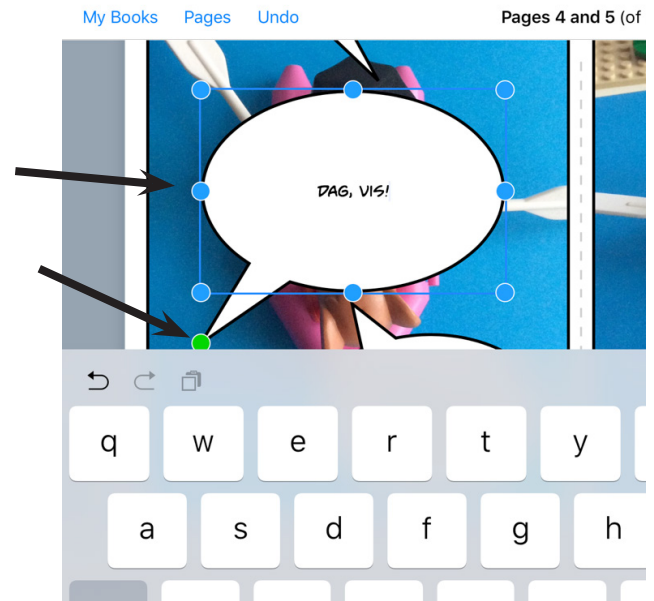 My Books Pages Undo Pages 4 and 5 (of
DAG, VIS!
q w e r t y
a s d f g h